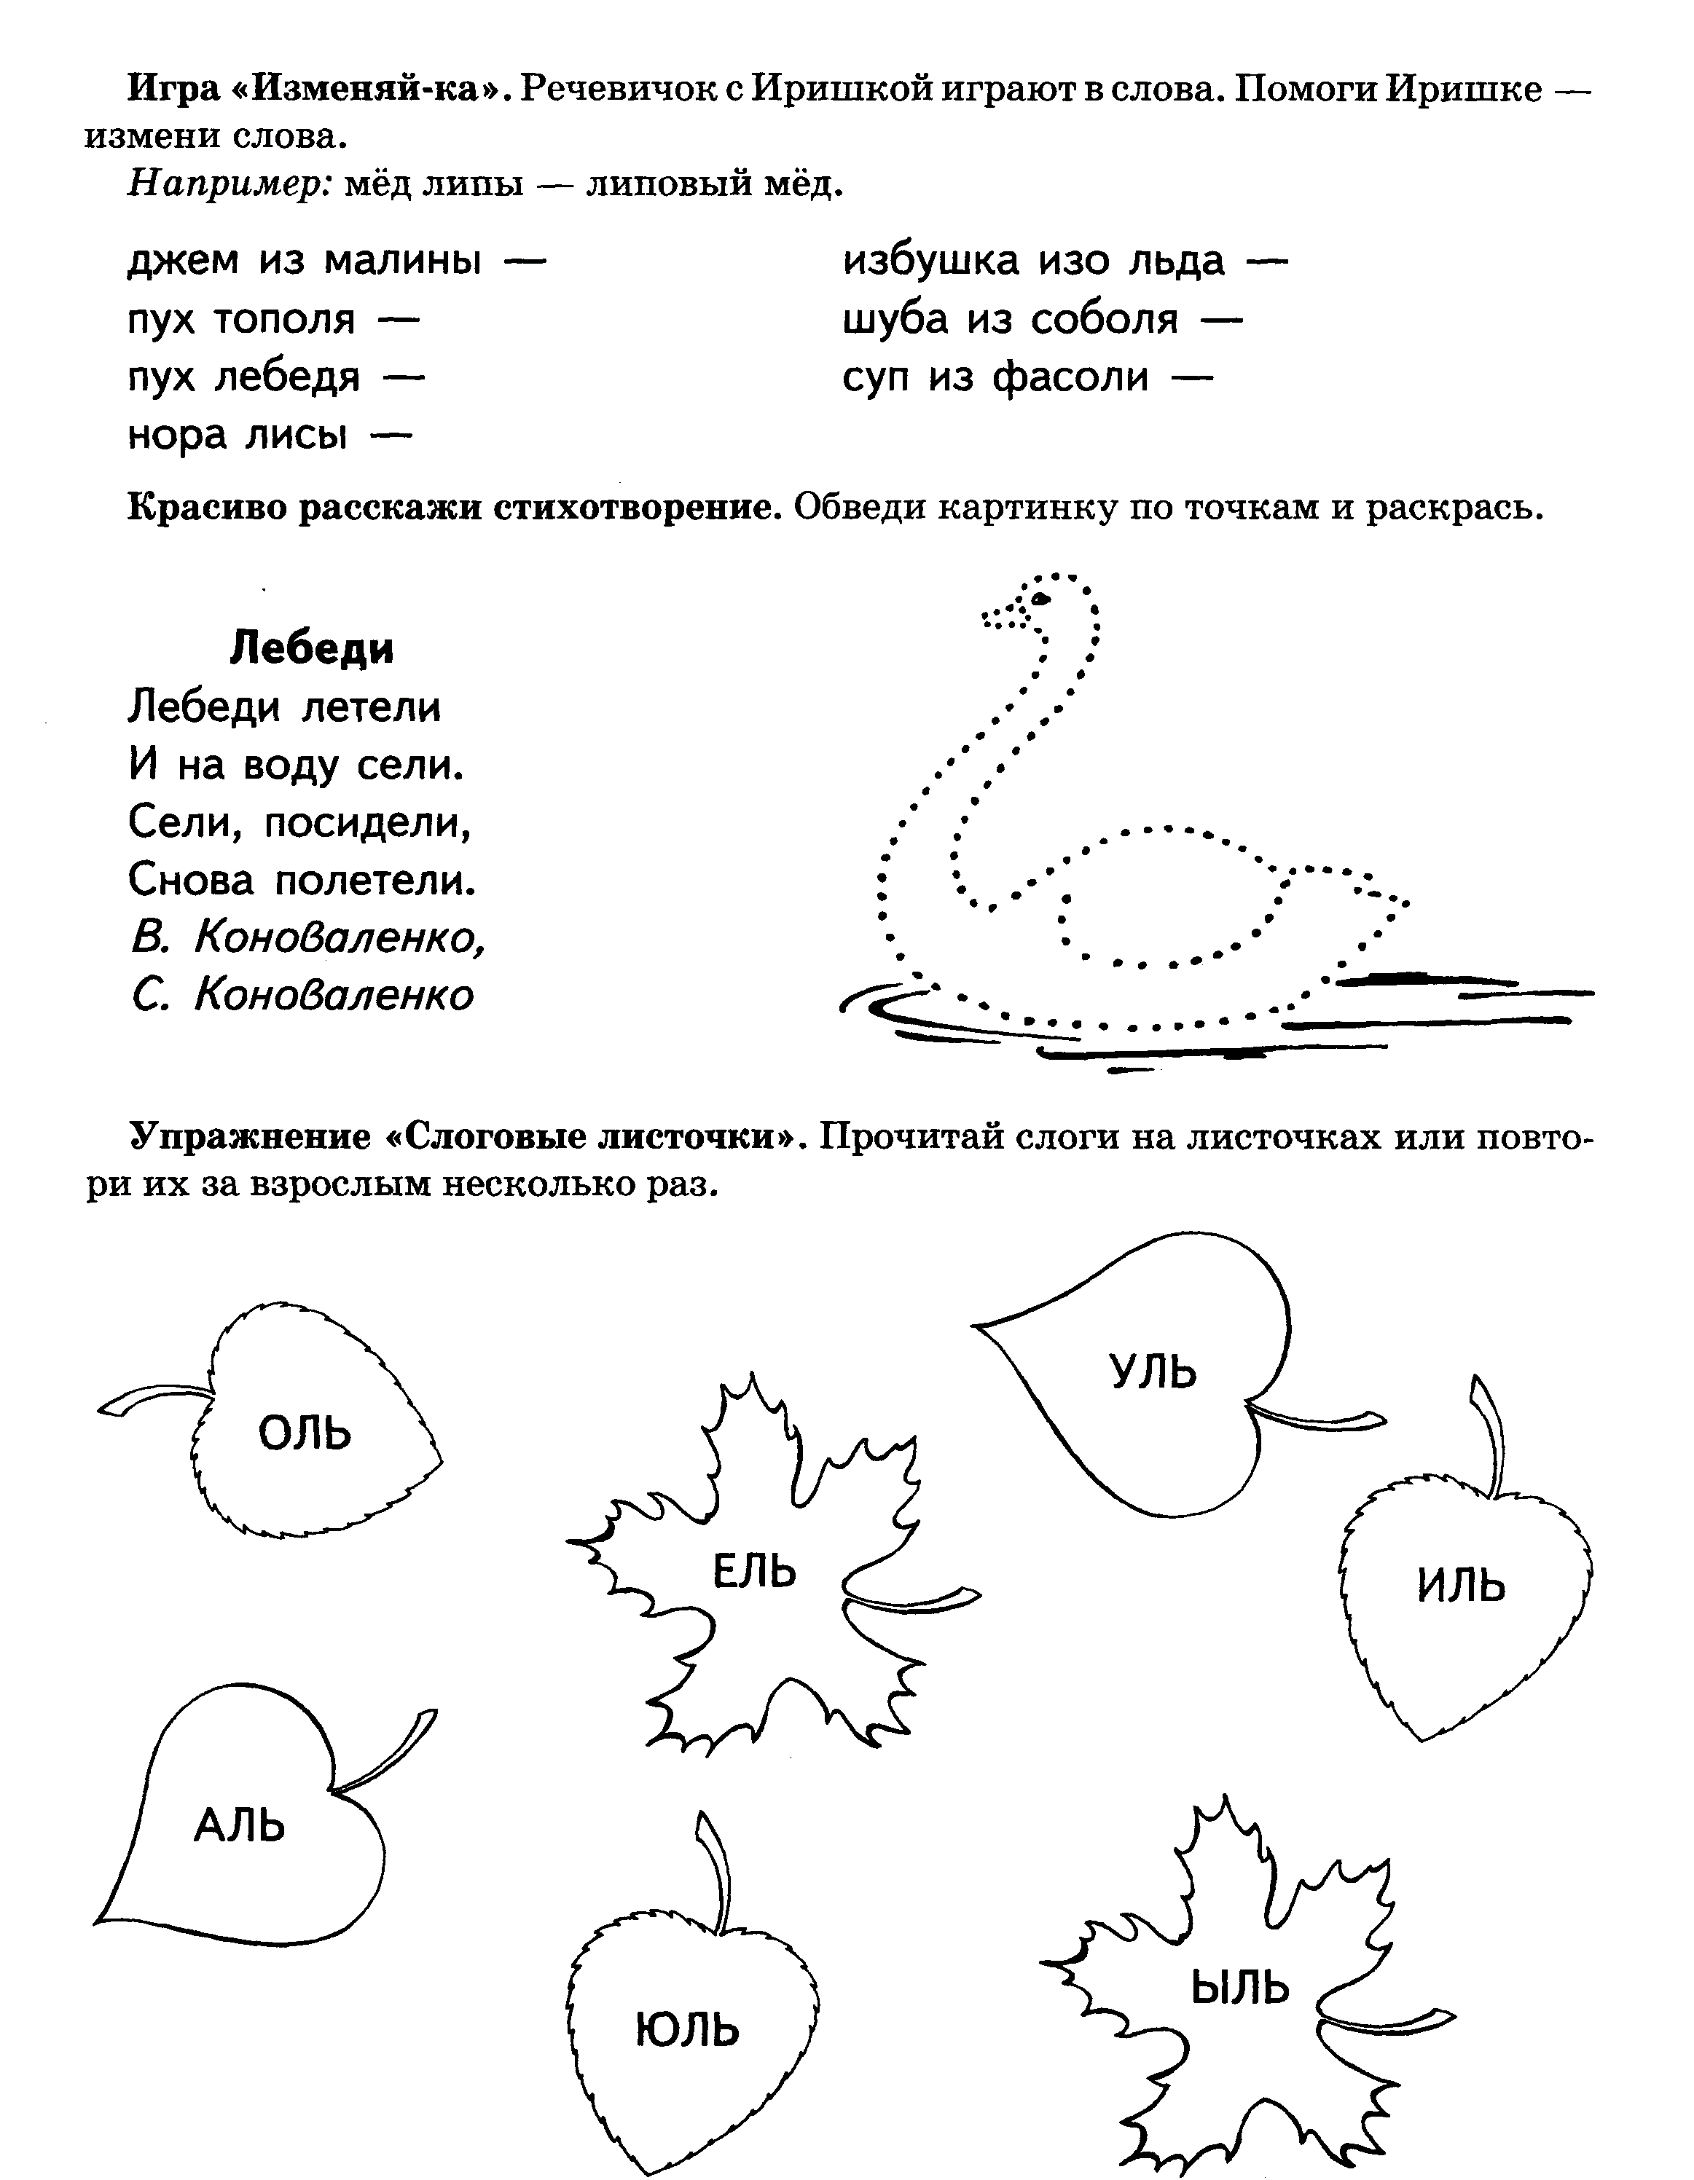 Игра «Изменяй-ка». Речевичок с Иришкой играют в слова. Помоги Иришке —
измени слова.
Например: мёд липы — липовый мёд.
джем из малины —
пух тополя —
пух лебедя —
нора лисы —
избушка изо льда —
шуба из соболя —
суп из фасоли —
Красиво расскажи стихотворение. Обведи картинку по точкам и раскрась.
Лебеди
Лебеди летели
И на воду сели.
Сели, посидели,
Снова полетели.
В. Коноваленко,
С. Коноваленко
Упражнение «Слоговые листочки». Прочитай слоги на листочках или повто-
ри их за взрослым несколько раз.
ОЛЬ
ЕЛЬ
УЛЬ
ИЛЬ
АЛЬ
ЮЛЬ
ЫЛЬ